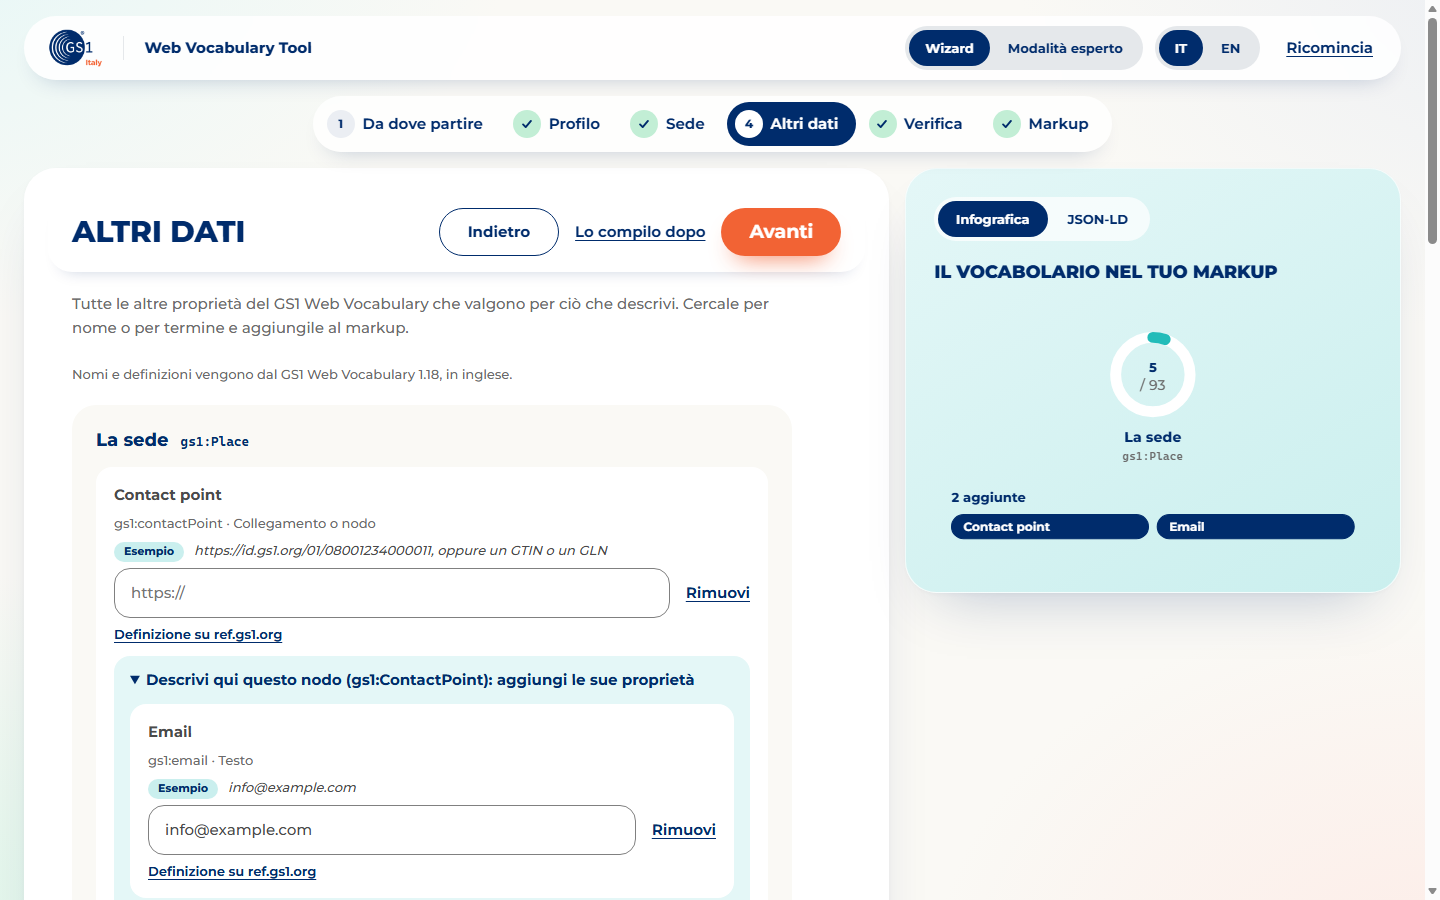 GS1 Italy
Web Vocabulary Tool
Wizard
Modalità esperto
IT
EN
Ricomincia
1 Da dove partire
Profilo
Sede
4 Altri dati
Verifica
Markup
ALTRI DATI
Indietro
Lo compilo dopo
Avanti
Tutte le altre proprietà del GS1 Web Vocabulary che valgono per ciò che descrivi. Cercale per
nome o per termine e aggiungile al markup.
Nomi e definizioni vengono dal GS1 Web Vocabulary 1.18, in inglese.
La sede gs1:Place
Contact point
gs1:contactPoint · Collegamento o nodo
Esempio https://id.gs1.org/01/08001234000011, oppure un GTIN o un GLN
https://
Rimuovi
Definizione su ref.gs1.org
▼ Descrivi qui questo nodo (gs1:ContactPoint): aggiungi le sue proprietà
Email
gs1:email · Testo
Esempio info@example.com
info@example.com
Rimuovi
Definizione su ref.gs1.org
Infografica
JSON-LD
IL VOCABOLARIO NEL TUO MARKUP
5
/ 93
La sede
gs1:Place
2 aggiunte
Contact point
Email